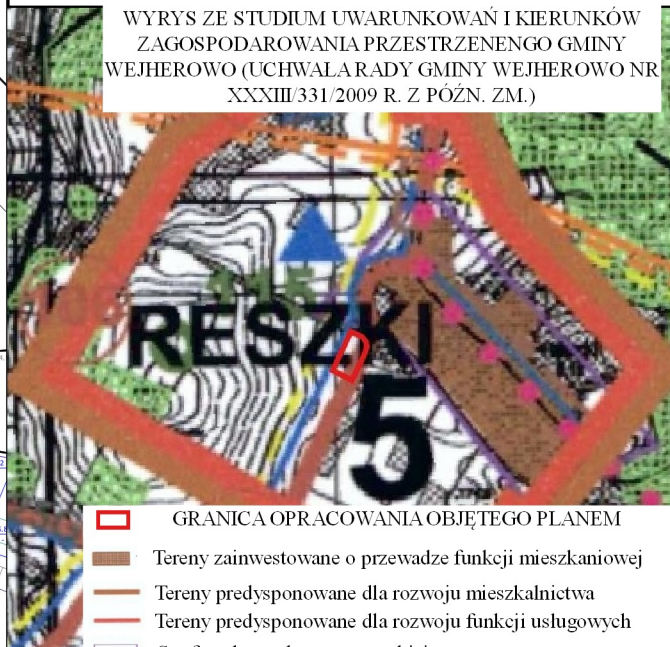 WYRYS ZE STUDIUM UWARUNKOWAŃ I KIERUNKÓW
ZAGOSPODAROWANIA PRZESTRZENENGO GMINY
WEJHEROWO (UCHWAŁA RADY GMINY WEJHEROWO NR
XXXIII/331/2009 R. Z PÓŹN. ZM.)
RESZKI
5
GRANICA OPRACOWANIA OBJĘTEGO PLANEM
Tereny zainwestowane o przewadze funkcji mieszkaniowej
Tereny predysponowane dla rozwoju mieszkalnictwa
Tereny predysponowane dla rozwoju funkcji usługowych